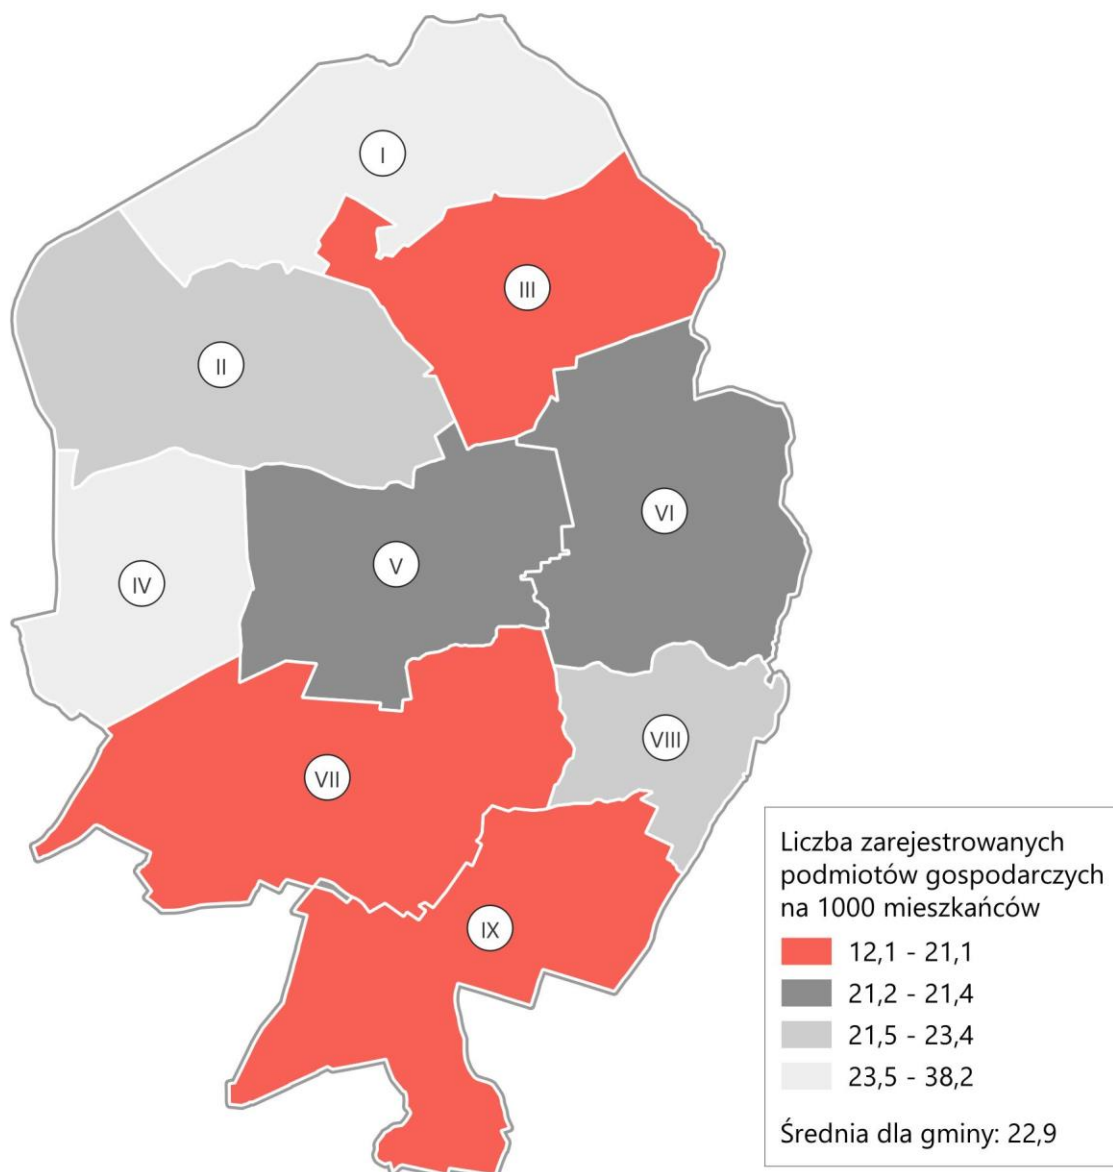 I
III
II
VI
V
IV
VIII
VII
IX
Liczba zarejestrowanych
podmiotów gospodarczych
na 1000 mieszkańców
12,1 - 21,1
21,2 - 21,4
21,5 - 23,4
23,5 - 38,2
Średnia dla gminy: 22,9